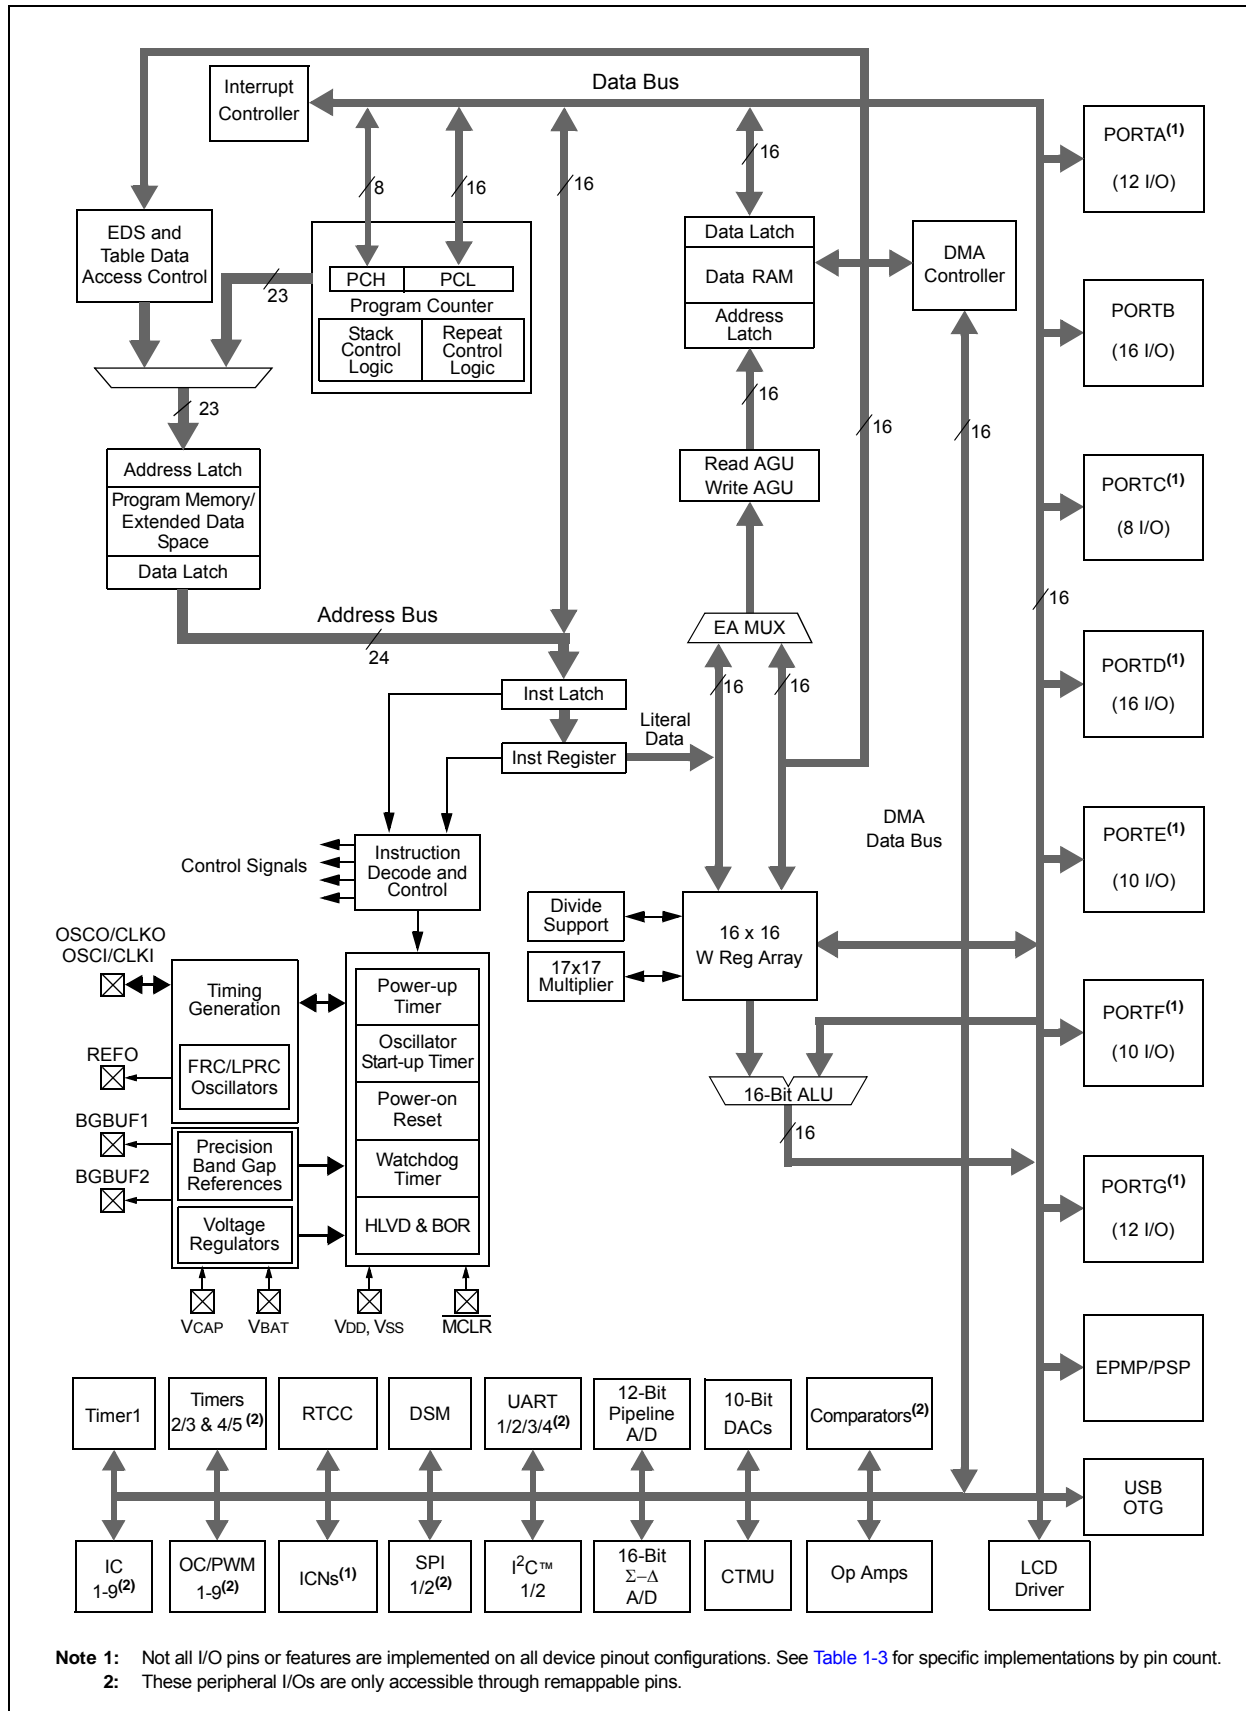 Data Bus
Interrupt
Controller
16
8
16
16
PORTA(1)
(12 I/O)
EDS and
Table Data
Access Control
23
PCH
PCL
Program Counter
Stack
Control
Logic
Repeat
Control
Logic
Data Latch
Data RAM
Address
Latch
DMA
Controller
PORTB
(16 I/O)
23
16
16
16
Address Latch
Program Memory/
Extended Data
Space
Data Latch
Read AGU
Write AGU
PORTC(1)
(8 I/O)
16
Address Bus
24
EA MUX
16
16
PORTD(1)
(16 I/O)
Inst Latch
Inst Register
Literal
Data
DMA
Data Bus
PORTE(1)
(10 I/O)
Control Signals
Instruction
Decode and
Control
Divide
Support
17x17
Multiplier
16 x 16
W Reg Array
OSCO/CLKO
OSCI/CLKI
Timing
Generation
REFO
FRC/LPRC
Oscillators
BGBUF1
Precision
Band Gap
References
BGBUF2
Voltage
Regulators
Power-up
Timer
Oscillator
Start-up Timer
Power-on
Reset
Watchdog
Timer
HLVD & BOR
16-Bit ALU
16
PORTF(1)
(10 I/O)
PORTG(1)
(12 I/O)
VCAP
VBAT
VDD, VSS
MCLR
EPMP/PSP
Timer1
Timers
2/3 & 4/5(2)
RTCC
DSM
UART
1/2/3/4(2)
12-Bit
Pipeline
A/D
10-Bit
DACs
Comparators(2)
USB
OTG
IC
1-9(2)
OC/PWM
1-9(2)
ICNs(1)
SPI
1/2(2)
I2C™
1/2
16-Bit
Σ–Δ
A/D
CTMU
Op Amps
LCD
Driver
Note 1: Not all I/O pins or features are implemented on all device pinout configurations. See Table 1-3 for specific implementations by pin count.
2: These peripheral I/Os are only accessible through remappable pins.